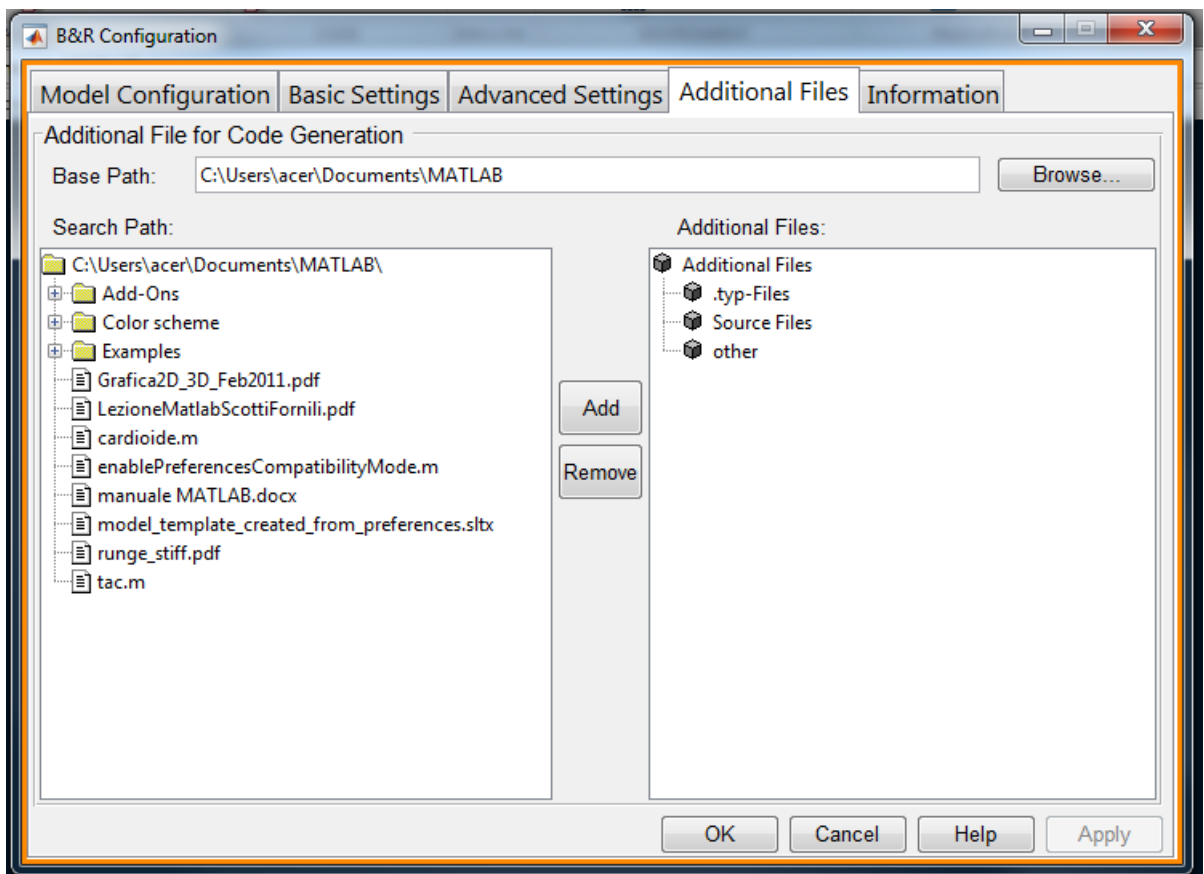 B&R Configuration
Model Configuration Basic Settings Advanced Settings Additional Files Information
Additional File for Code Generation
Base Path: C:\Users\acer\Documents\MATLAB Browse...
Search Path:
C:\Users\acer\Documents\MATLAB\
Add-Ons
Color scheme
Examples
Grafica2D_3D_Feb2011.pdf
LezioneMatlabScottiFornili.pdf
cardioide.m
enablePreferencesCompatibilityMode.m
manuale MATLAB.docx
model_template_created_from_preferences.sltx
runge_stiff.pdf
tac.m
Add
Remove
Additional Files:
Additional Files
.typ-Files
Source Files
other
OK Cancel Help Apply